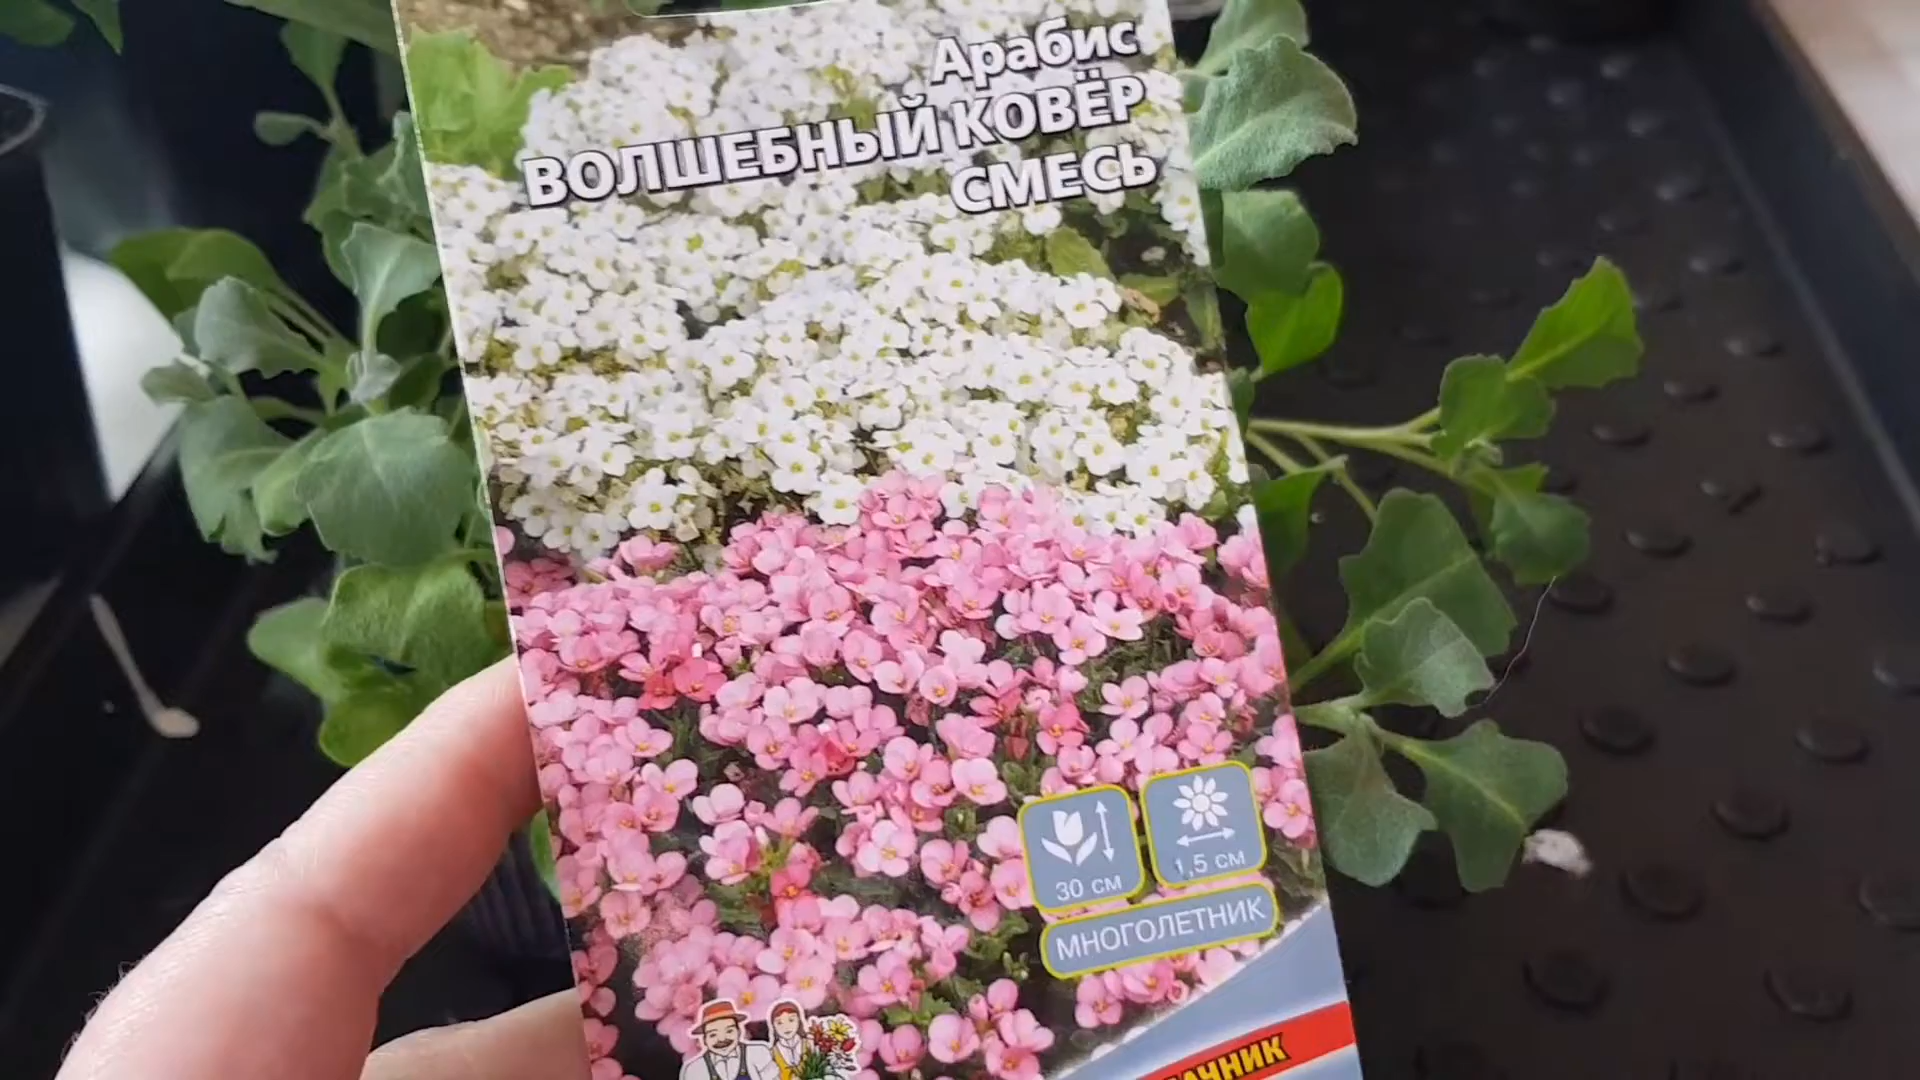 Арабис
ВОЛШЕБНЫЙ КОВЁР
СМЕСЬ
30 см
1,5 см
МНОГОЛЕТНИК